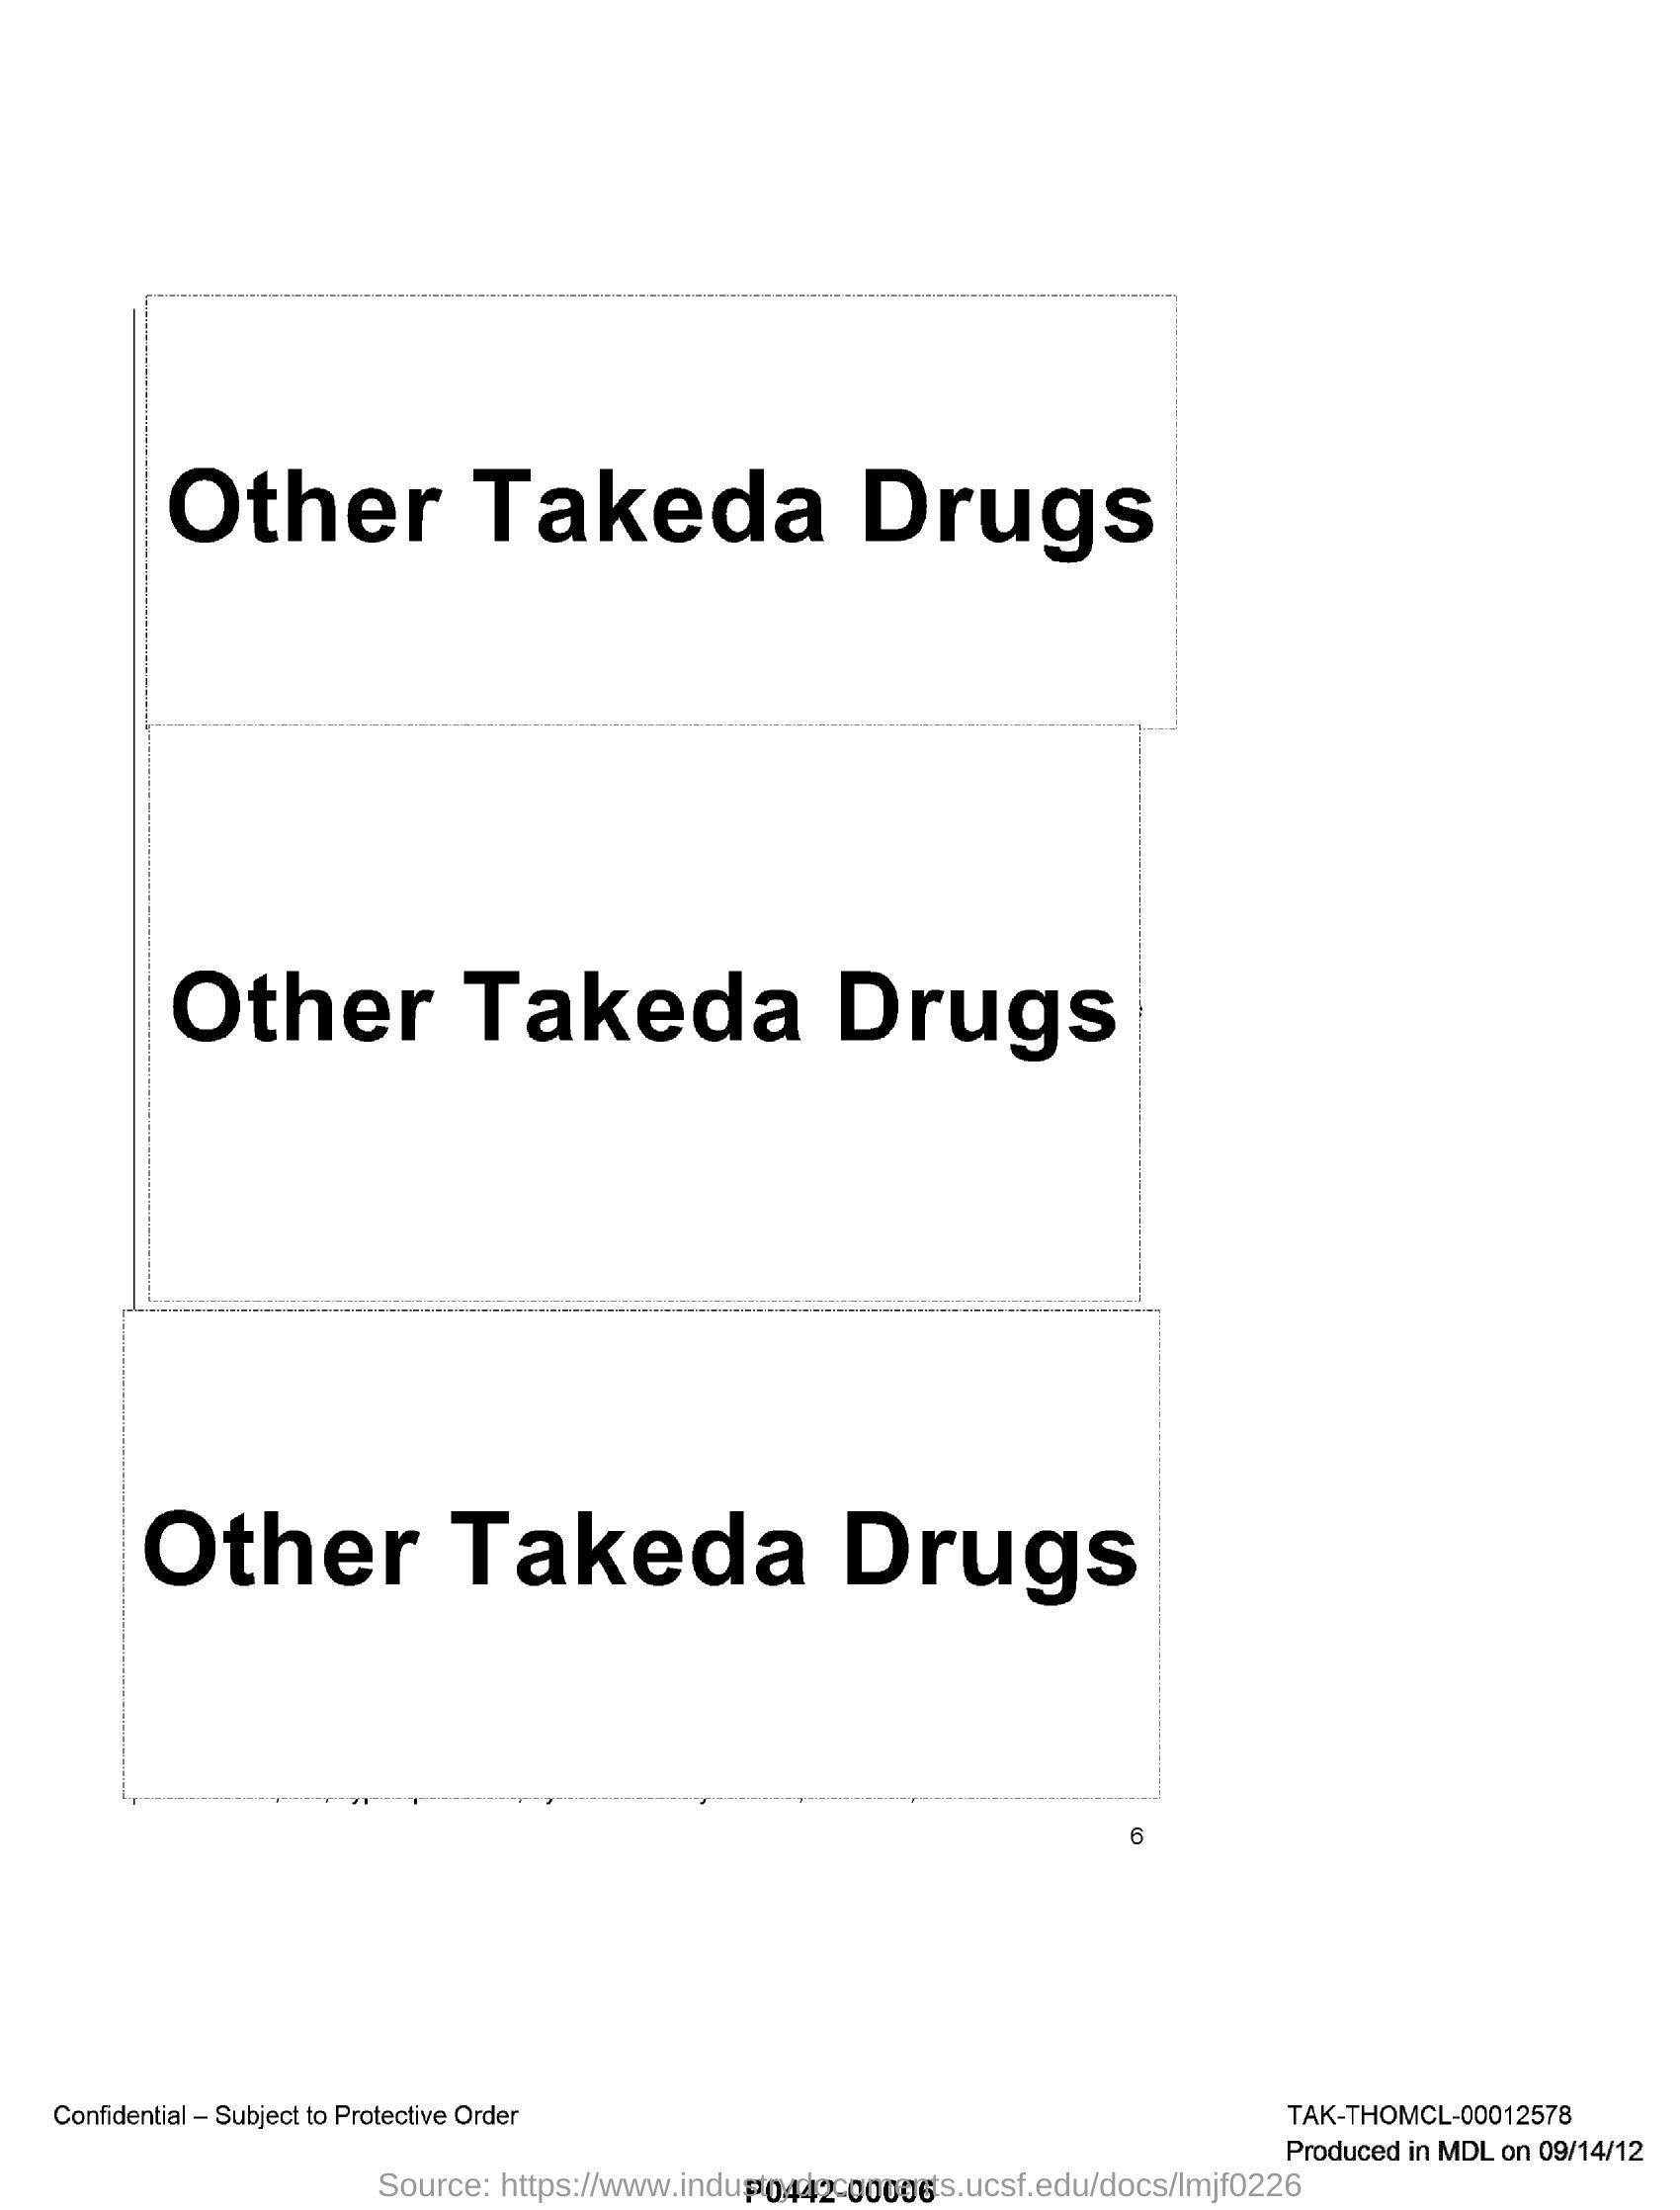 Other Takeda Drugs
Other Takeda Drugs
Other Takeda Drugs
6
Confidential – Subject to Protective Order
TAK-THOMCL-00012578
Produced in MDL on 09/14/12
Source: https://www.industrydocuments.ucsf.edu/docs/lmjf0226
P0442-00006